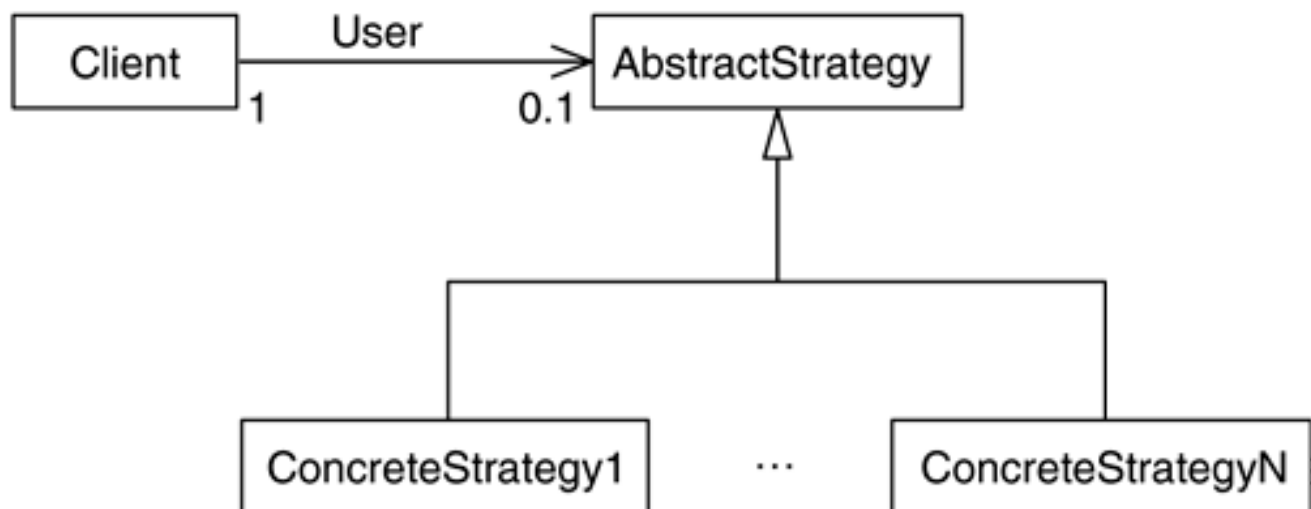 Client
User
AbstractStrategy
1
0.1
ConcreteStrategy1
...
ConcreteStrategyN